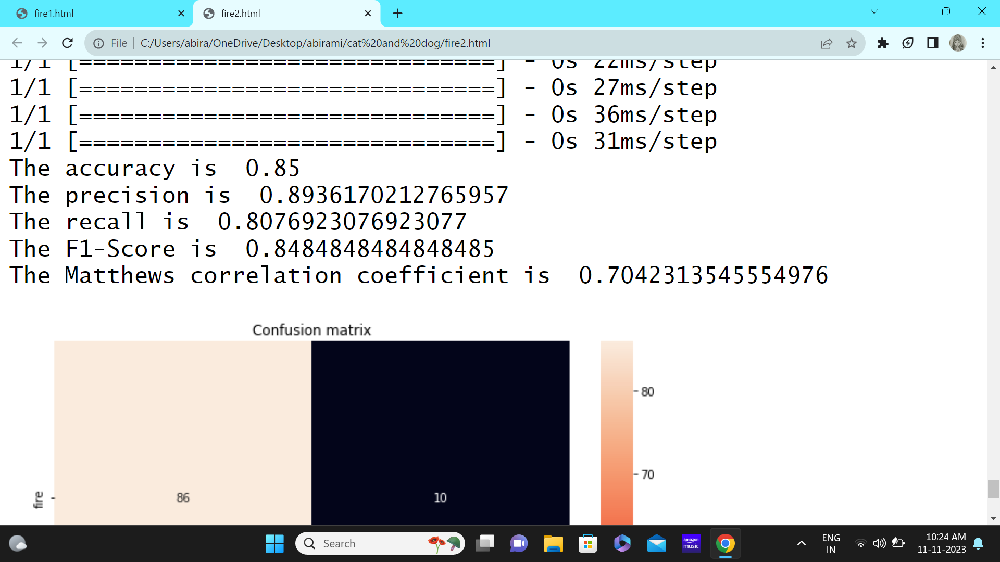 fire1.html
fire2.html
File
C:/Users/abira/OneDrive/Desktop/abirami/cat%20and%20dog/fire2.html
1/1 [==============================] - 0s 22ms/step
1/1 [==============================] - 0s 27ms/step
1/1 [==============================] - 0s 36ms/step
1/1 [==============================] - 0s 31ms/step
The accuracy is  0.85
The precision is  0.8936170212765957
The recall is  0.8076923076923077
The F1-Score is  0.8484848484848485
The Matthews correlation coefficient is  0.7042313545554976
Confusion matrix
80
70
fire
86
10
Search
amazon
music
ENG
IN
10:24 AM
11-11-2023